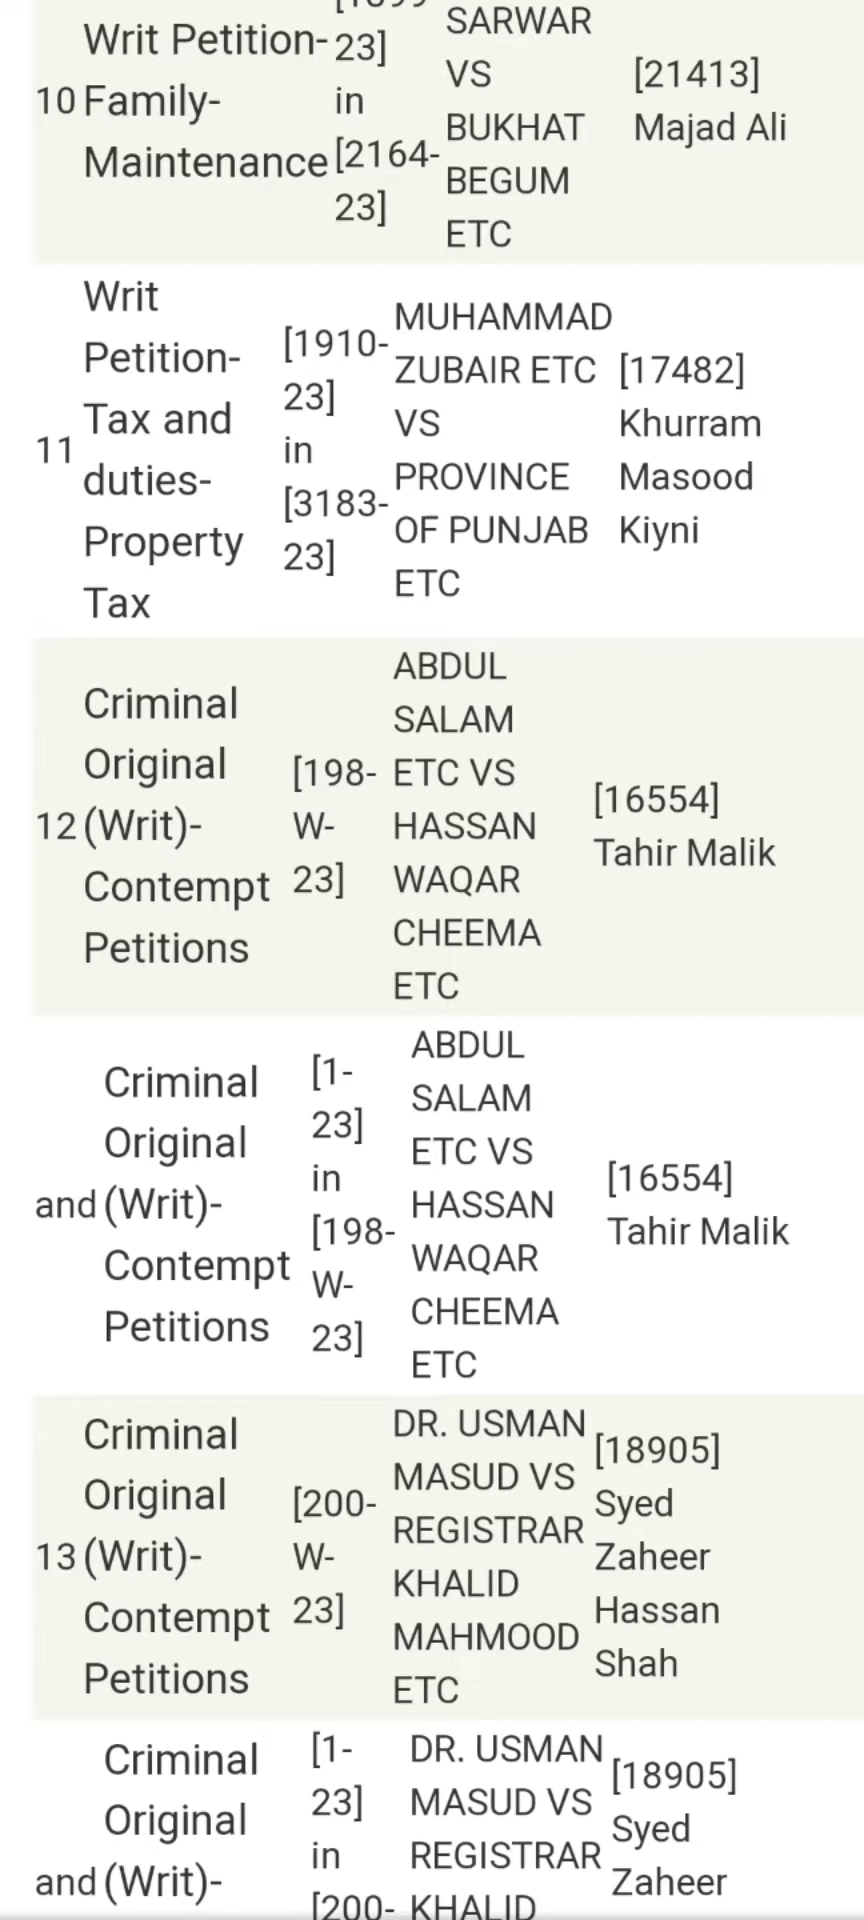 10
Writ Petition-
Family-
Maintenance
23]
in
[2164-
23]
SARWAR
VS
BUKHAT
BEGUM
ETC
[21413]
Majad Ali
11
Writ
Petition-
Tax and
duties-
Property
Tax
[1910-
23]
in
[3183-
23]
MUHAMMAD
ZUBAIR ETC
VS
PROVINCE
OF PUNJAB
ETC
[17482]
Khurram
Masood
Kiyni
12
Criminal
Original
(Writ)-
Contempt
Petitions
[198-
W-
23]
ABDUL
SALAM
ETC VS
HASSAN
WAQAR
CHEEMA
ETC
[16554]
Tahir Malik
and
Criminal
Original
(Writ)-
Contempt
Petitions
[1-
23]
in
[198-
W-
23]
ABDUL
SALAM
ETC VS
HASSAN
WAQAR
CHEEMA
ETC
[16554]
Tahir Malik
13
Criminal
Original
(Writ)-
Contempt
Petitions
[200-
W-
23]
DR. USMAN
MASUD VS
REGISTRAR
KHALID
MAHMOOD
ETC
[18905]
Syed
Zaheer
Hassan
Shah
and
Criminal
Original
(Writ)-
[1-
23]
in
[200-
DR. USMAN
MASUD VS
REGISTRAR
KHALID
[18905]
Syed
Zaheer